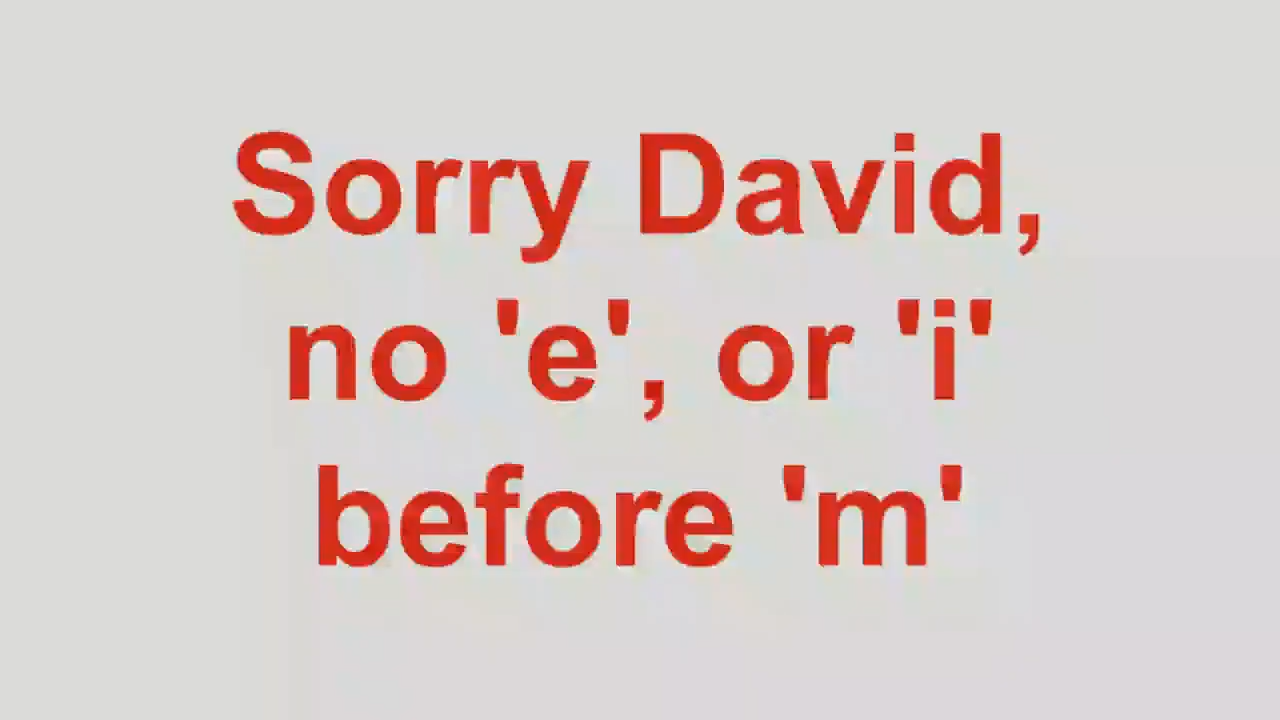 Sorry David,
no 'e', or 'i'
before 'm'